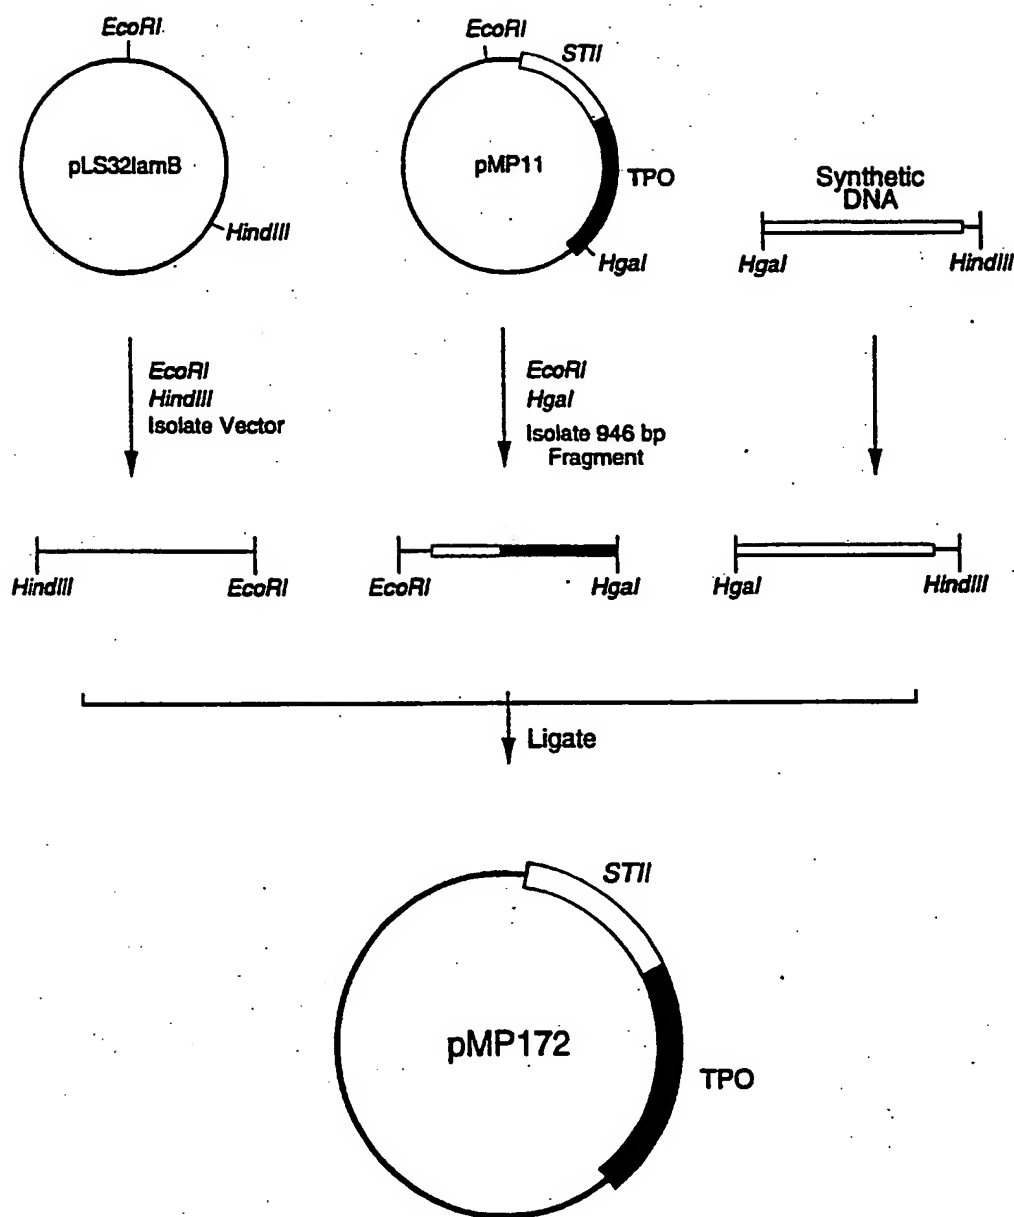 EcoRI
EcoRI
STII
pLS32lamB
pMP11
TPO
Synthetic
DNA
HindIII
HgaI
HgaI
HindIII
EcoRI
HindIII
Isolate Vector
EcoRI
HgaI
Isolate 946 bp
Fragment
HindIII
EcoRI
EcoRI
HgaI
HgaI
HindIII
Ligate
STII
pMP172
TPO